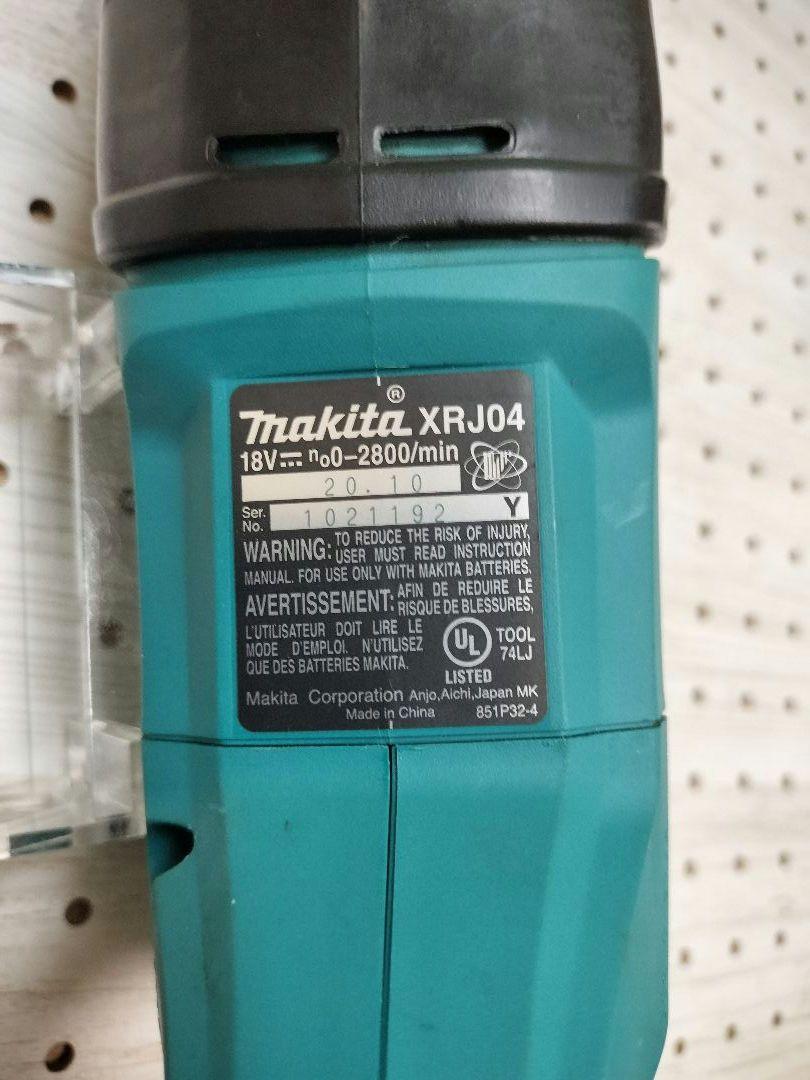 makita® XRJ04
18V⎓ n₀0–2800/min
20.10
Ser. No. 1021192 Y
WARNING: TO REDUCE THE RISK OF INJURY,
USER MUST READ INSTRUCTION
MANUAL. FOR USE ONLY WITH MAKITA BATTERIES.
AVERTISSEMENT: AFIN DE REDUIRE LE
RISQUE DE BLESSURES,
L'UTILISATEUR DOIT LIRE LE
MODE D'EMPLOI. N'UTILISEZ
QUE DES BATTERIES MAKITA.
UL
LISTED
TOOL
74LJ
Makita Corporation Anjo,Aichi,Japan MK
Made in China 851P32-4